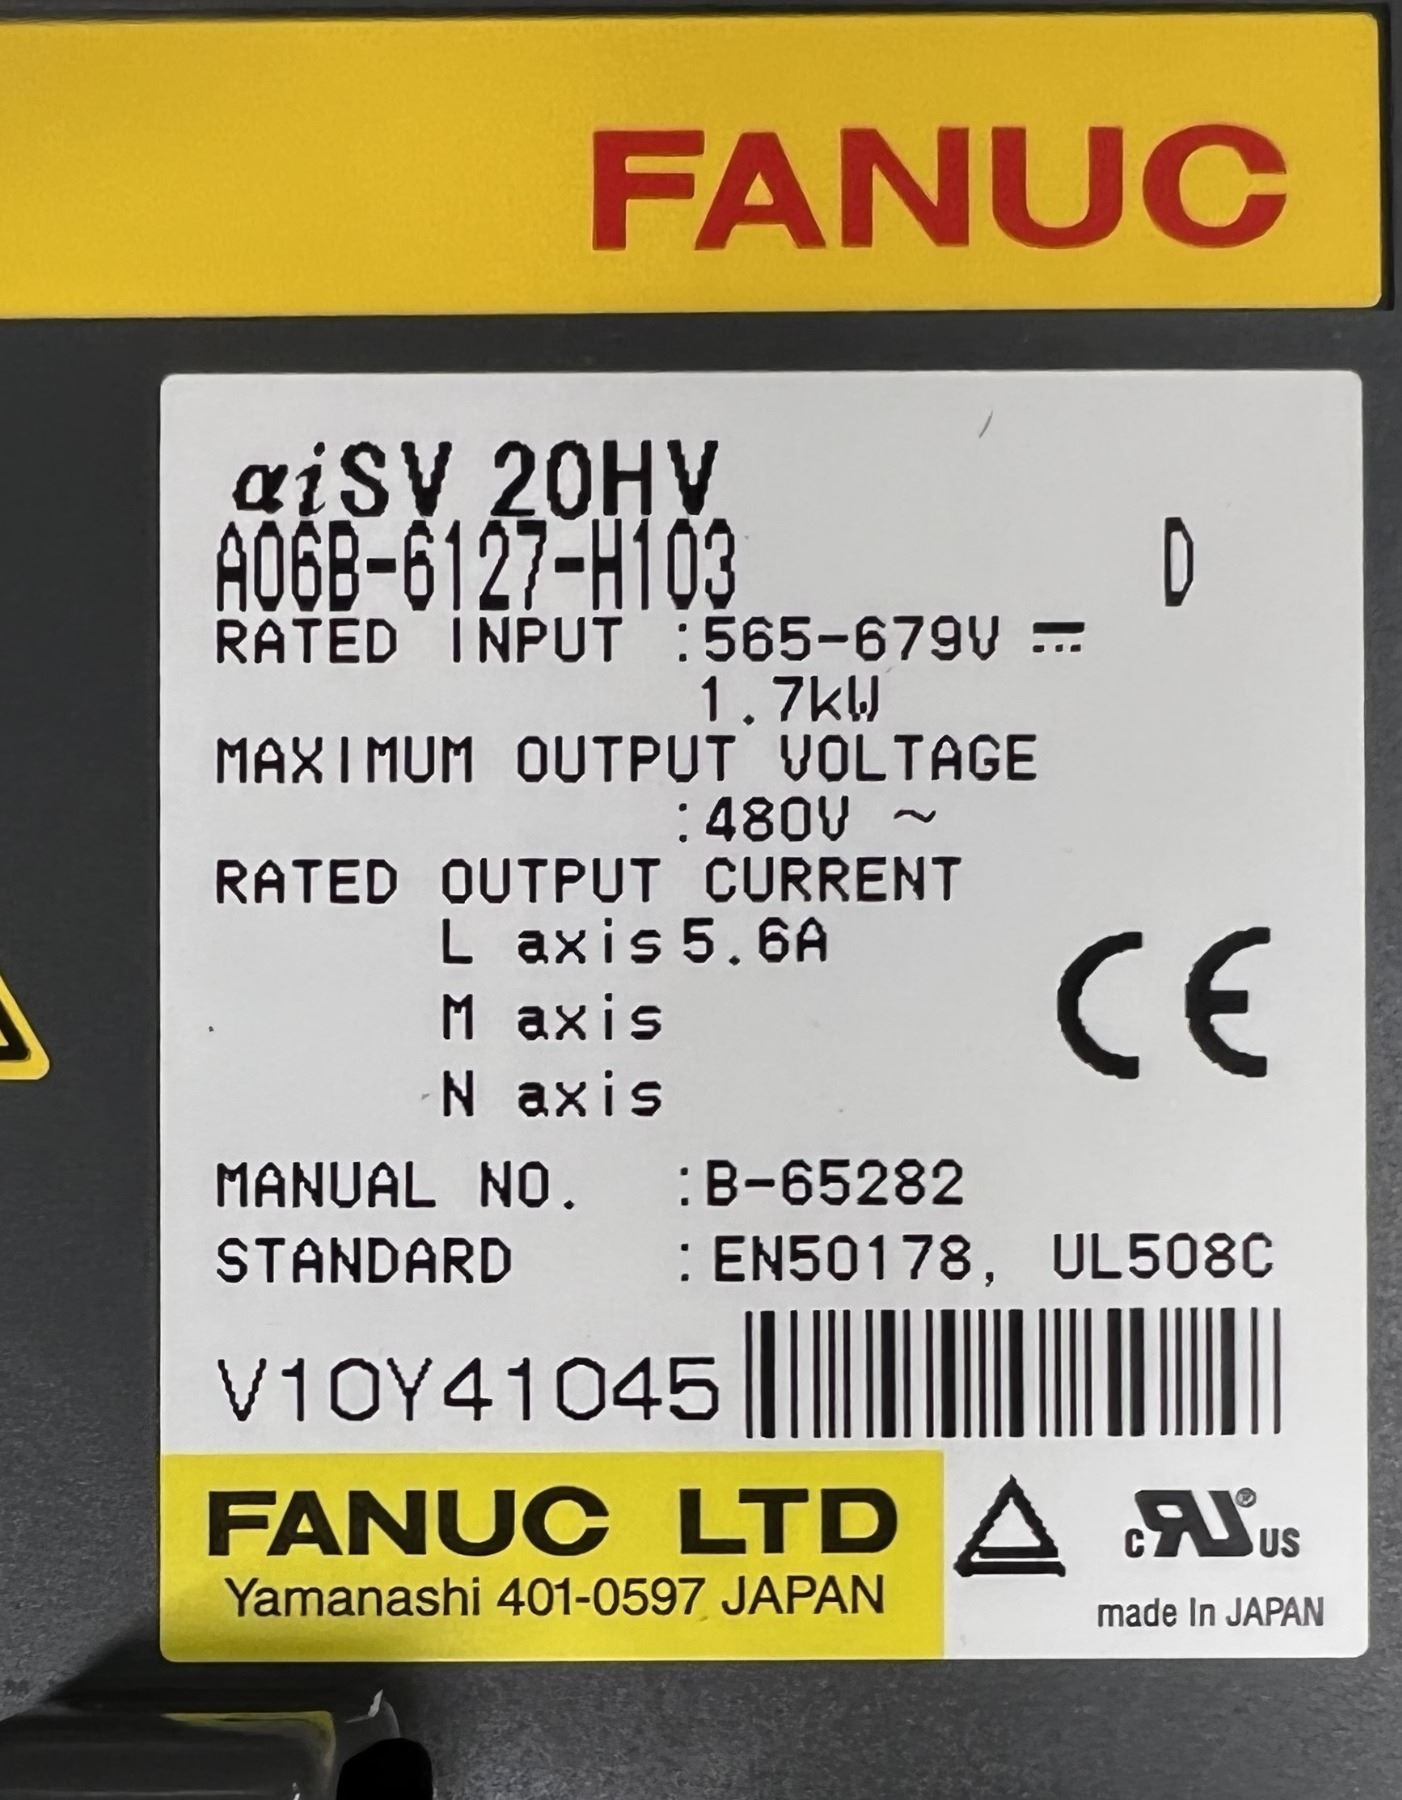 FANUC
αiSV 20HV
A06B-6127-H103 D
RATED INPUT :565-679V ⎓
1.7kW
MAXIMUM OUTPUT VOLTAGE
:480V ~
RATED OUTPUT CURRENT
L axis 5.6A
M axis
N axis
CE
MANUAL NO. :B-65282
STANDARD :EN50178, UL508C
V10Y41045
FANUC LTD
Yamanashi 401-0597 JAPAN
c RU® US
made In JAPAN